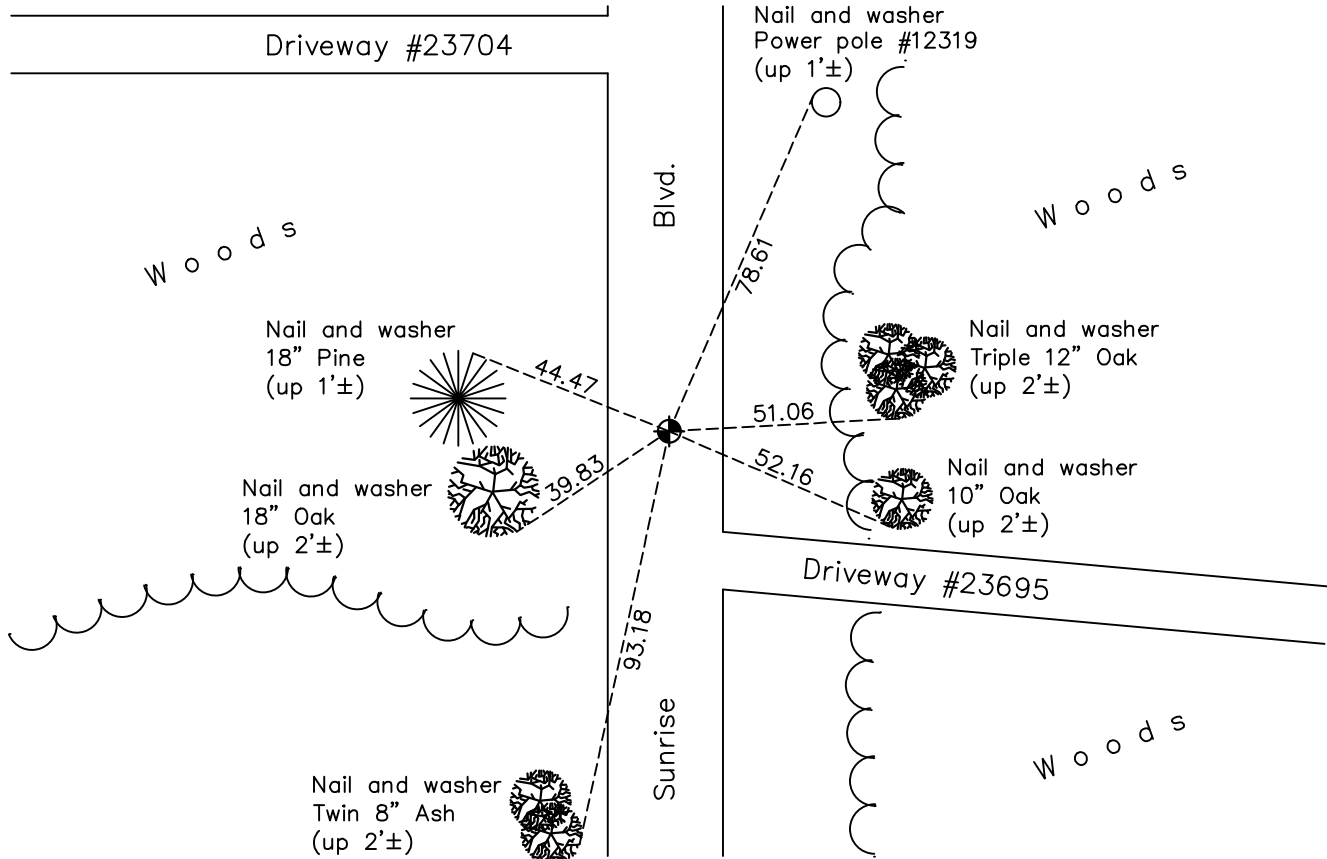 Nail and washer
Power pole #12319
(up 1'±)
Driveway #23704
Blvd.
Woods
Woods
78.61
Nail and washer
18" Pine
(up 1'±)
44.47
Nail and washer
Triple 12" Oak
(up 2'±)
51.06
52.16
39.83
Nail and washer
10" Oak
(up 2'±)
Nail and washer
18" Oak
(up 2'±)
Driveway #23695
93.18
Sunrise
Woods
Nail and washer
Twin 8" Ash
(up 2'±)